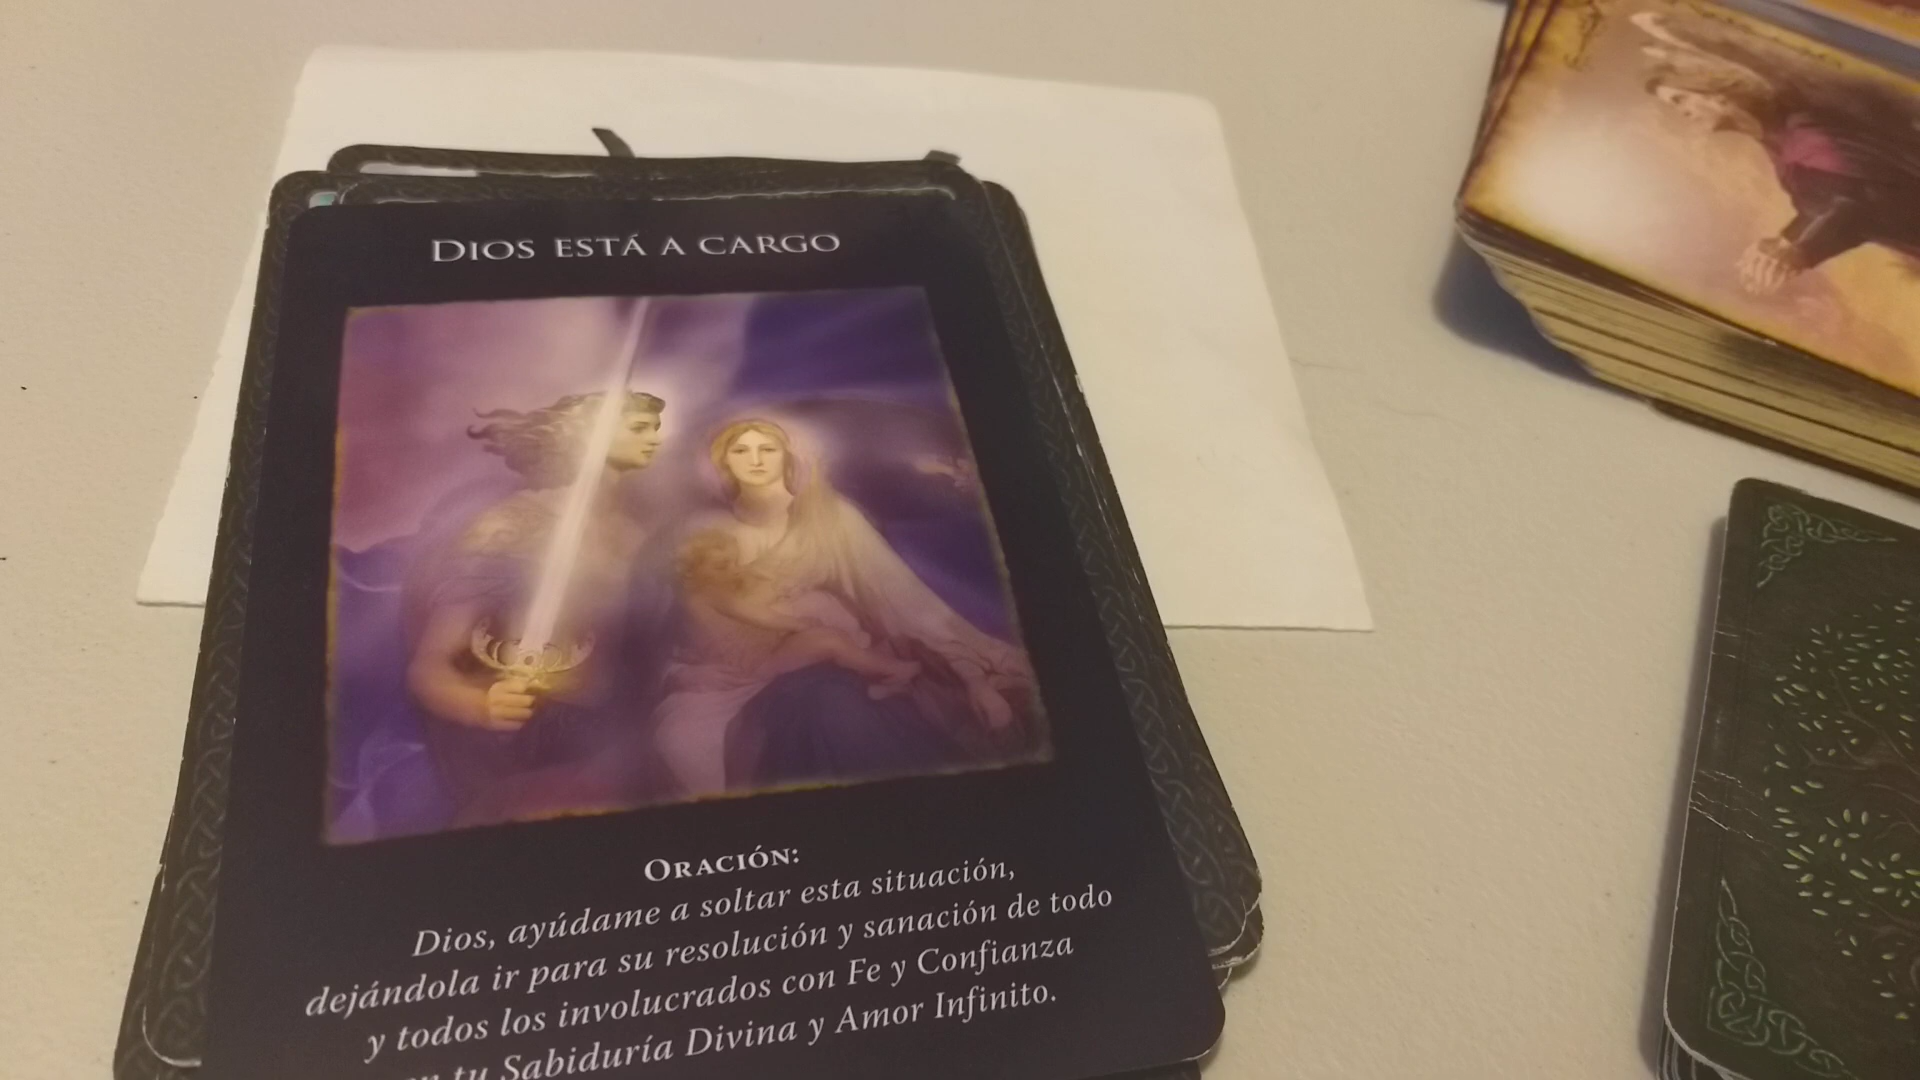 DIOS ESTÁ A CARGO
ORACIÓN:
Dios, ayúdame a soltar esta situación,
dejándola ir para su resolución y sanación de todo
y todos los involucrados con Fe y Confianza
tu Sabiduría Divina y Amor Infinito.